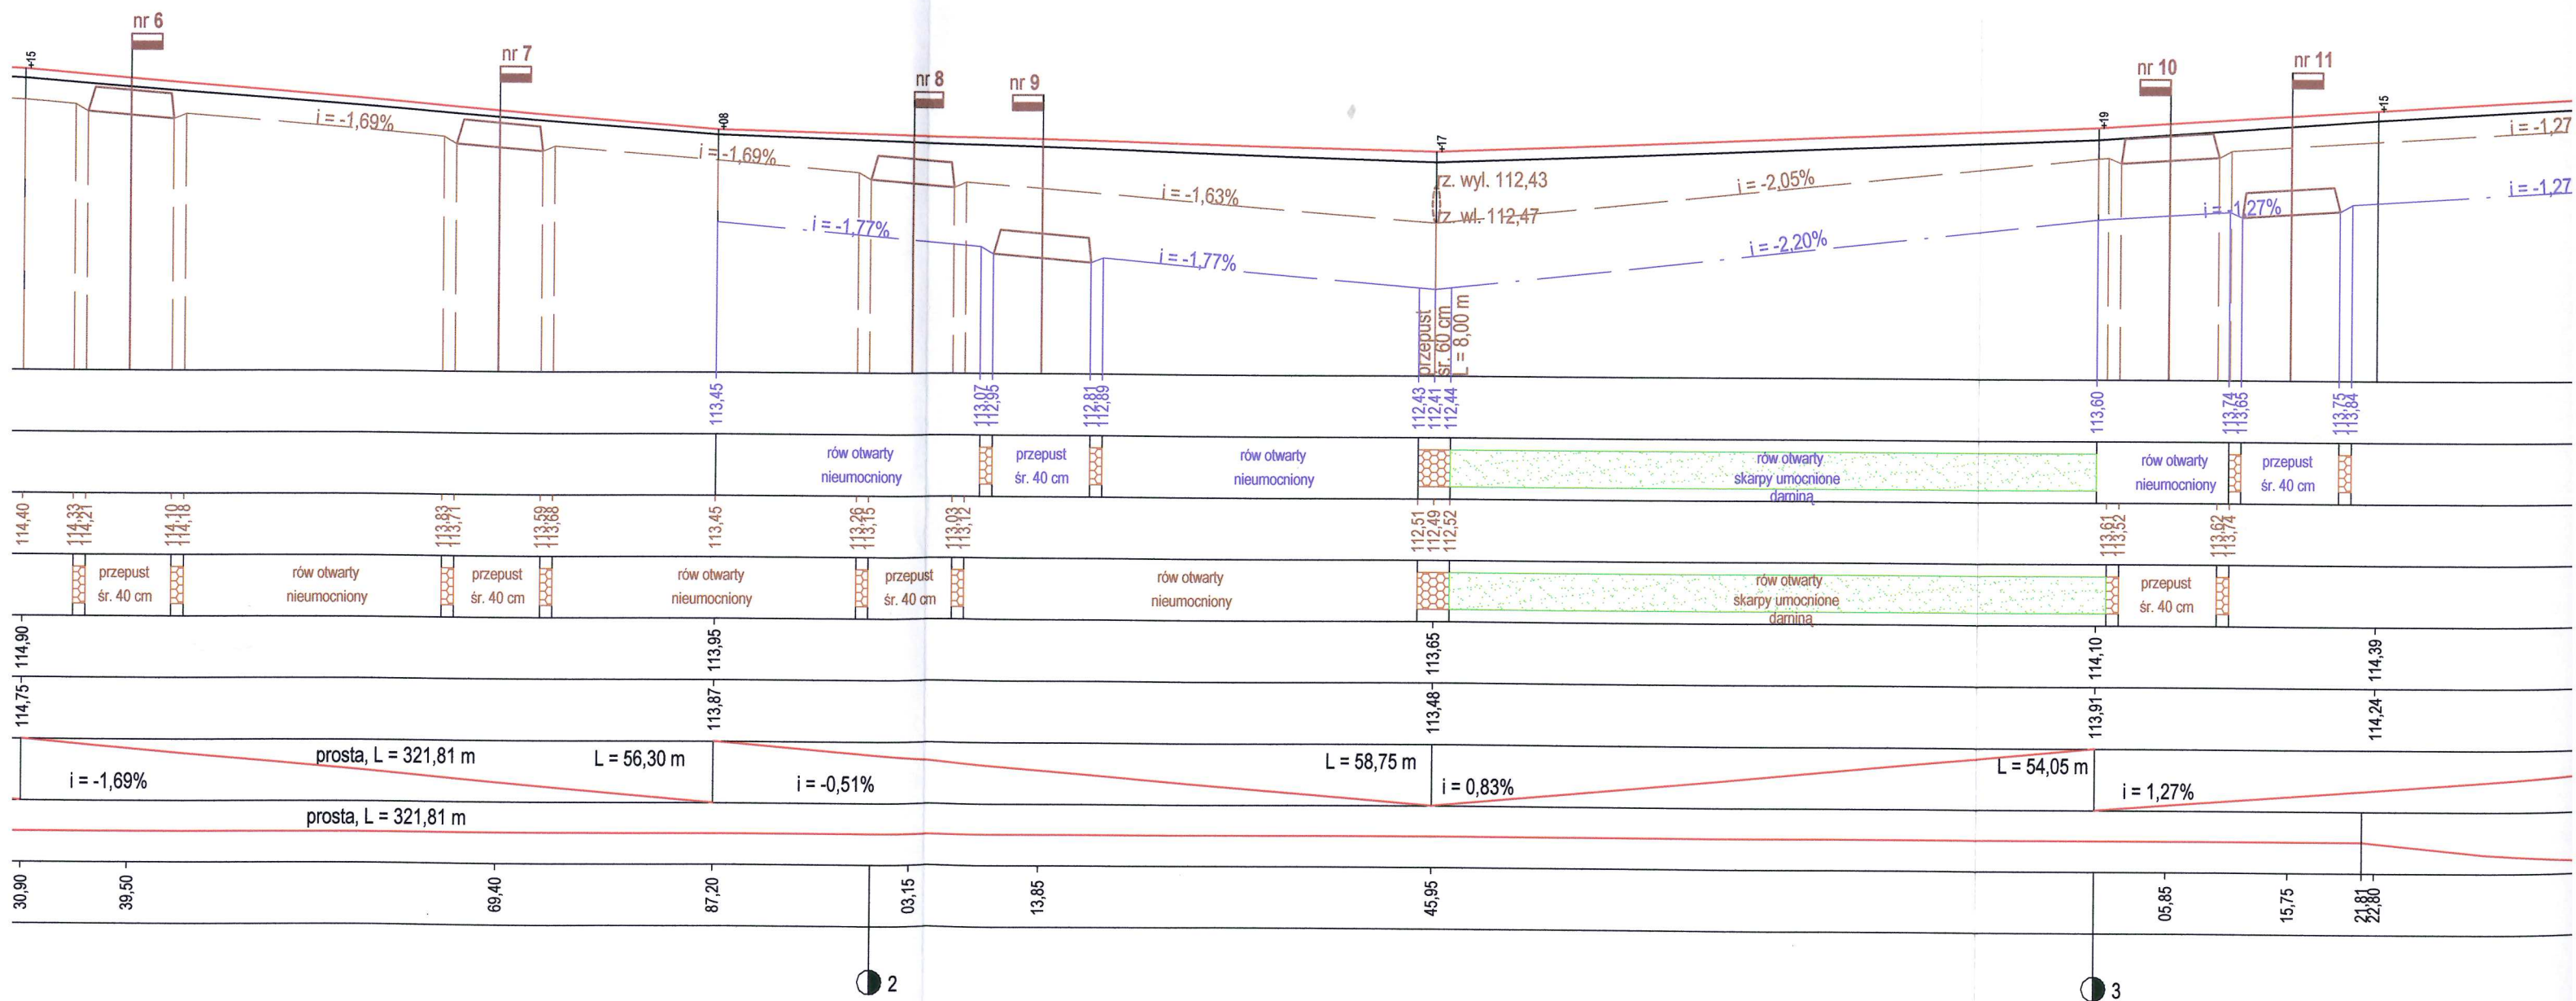 nr 6
nr 7
nr 8
nr 9
nr 10
nr 11
+15
+08
+17
+19
+15
i = -1,69%
i = -1,69%
i = -1,63%
i = -2,05%
i = -1,27
rz. wyl. 112,43
rz. wl. 112,47
i = -1,77%
i = -1,77%
i = -2,20%
i = -1,27%
i = -1,27
przepust
śr. 60 cm
L = 8,00 m
113,45
113,07
112,95
112,81
112,89
112,43
112,41
112,44
113,60
113,74
113,65
113,75
113,84
rów otwarty
nieumocniony
przepust
śr. 40 cm
rów otwarty
nieumocniony
rów otwarty
skarpy umocnione
darniną
rów otwarty
nieumocniony
przepust
śr. 40 cm
114,40
114,33
114,21
114,10
114,18
113,83
113,71
113,59
113,68
113,45
113,26
113,15
113,03
113,12
112,51
112,49
112,52
113,61
113,52
113,62
113,74
przepust
śr. 40 cm
rów otwarty
nieumocniony
przepust
śr. 40 cm
rów otwarty
nieumocniony
przepust
śr. 40 cm
rów otwarty
nieumocniony
rów otwarty
skarpy umocnione
darniną
przepust
śr. 40 cm
114,90
113,95
113,65
114,10
114,39
114,75
113,87
113,48
113,91
114,24
prosta, L = 321,81 m
L = 56,30 m
i = -1,69%
i = -0,51%
L = 58,75 m
i = 0,83%
L = 54,05 m
i = 1,27%
prosta, L = 321,81 m
30,90
39,50
69,40
87,20
03,15
13,85
45,95
05,85
15,75
21,81
22,80
2
3